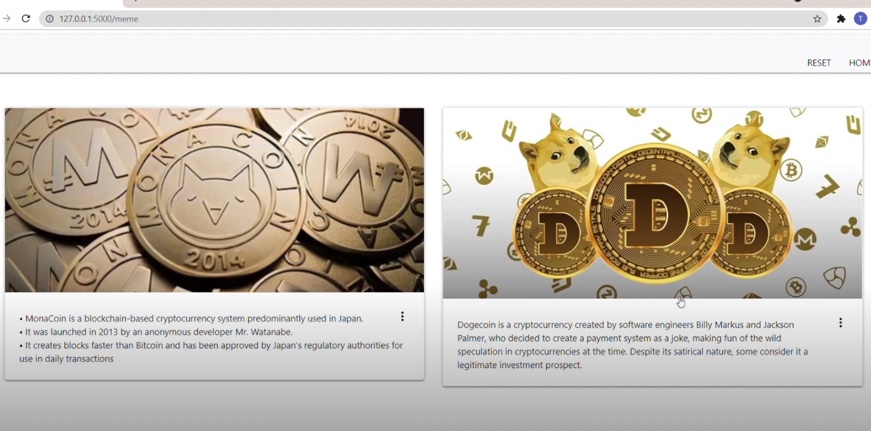 127.0.0.1:5000/meme
T
RESET HOM
MONACOIN
2014
2014
2014
DIGITAL DECENTRAL
D
D
D
• MonaCoin is a blockchain-based cryptocurrency system predominantly used in Japan.
• It was launched in 2013 by an anonymous developer Mr. Watanabe.
• It creates blocks faster than Bitcoin and has been approved by Japan's regulatory authorities for
use in daily transactions
Dogecoin is a cryptocurrency created by software engineers Billy Markus and Jackson
Palmer, who decided to create a payment system as a joke, making fun of the wild
speculation in cryptocurrencies at the time. Despite its satirical nature, some consider it a
legitimate investment prospect.